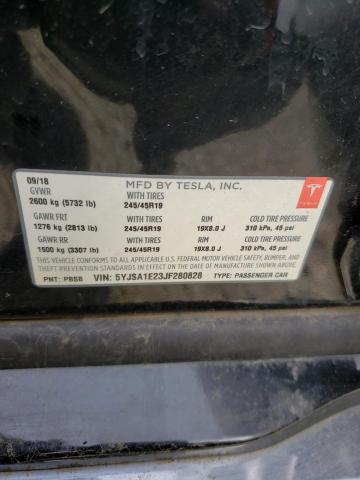 09/18 MFD BY TESLA, INC.
GVWR WITH TIRES
2600 kg (5732 lb) 245/45R19
TESLA
GAWR FRT WITH TIRES RIM COLD TIRE PRESSURE
1276 kg (2813 lb) 245/45R19 19X8.0 J 310 kPa, 45 psi
GAWR RR WITH TIRES RIM COLD TIRE PRESSURE
1500 kg (3307 lb) 245/45R19 19X8.0 J 310 kPa, 45 psi
THIS VEHICLE CONFORMS TO ALL APPLICABLE U.S. FEDERAL MOTOR VEHICLE SAFETY, BUMPER,
AND THEFT PREVENTION STANDARDS IN EFFECT ON THE DATE OF MANUFACTURE SHOWN ABOVE.
PNT: PBSB VIN: 5YJSA1E23JF280828 TYPE: PASSENGER CAR